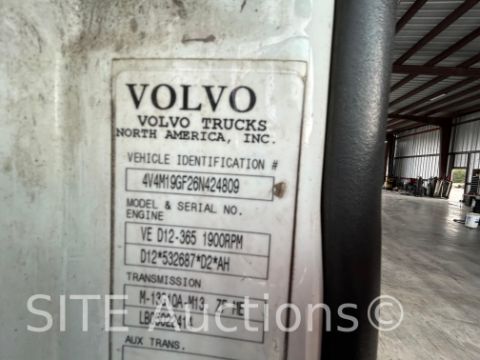 VOLVO
VOLVO TRUCKS
NORTH AMERICA, INC.
VEHICLE IDENTIFICATION #
4V4M19GF26N424809
MODEL & SERIAL NO.
ENGINE
VE D12-365 1900RPM
D12*532687*D2*AH
TRANSMISSION
SITE Auctions.com®
AUX TRANS.